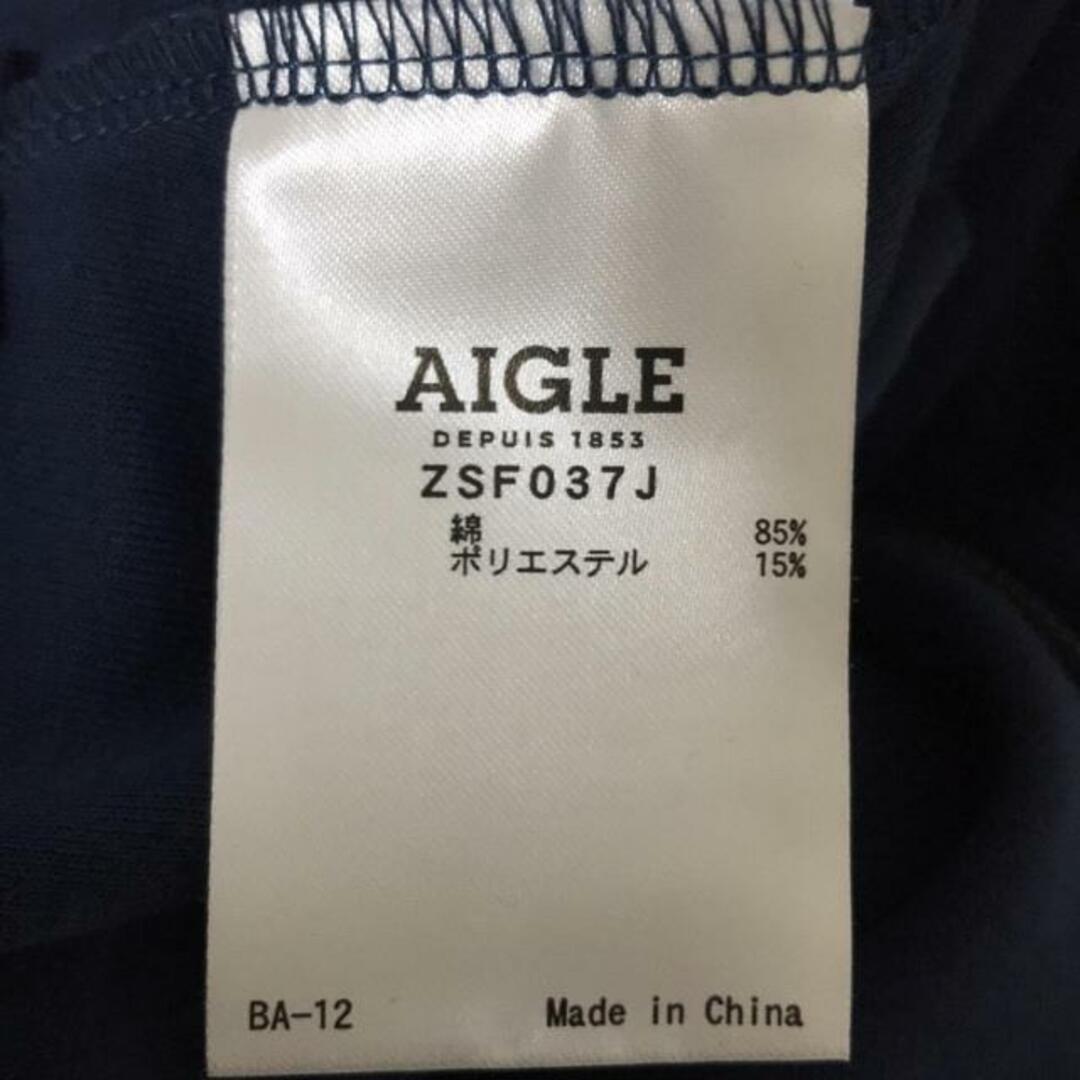 AIGLE
DEPUIS 1853
ZSF037J
綿 85%
ポリエステル 15%
BA-12 Made in China